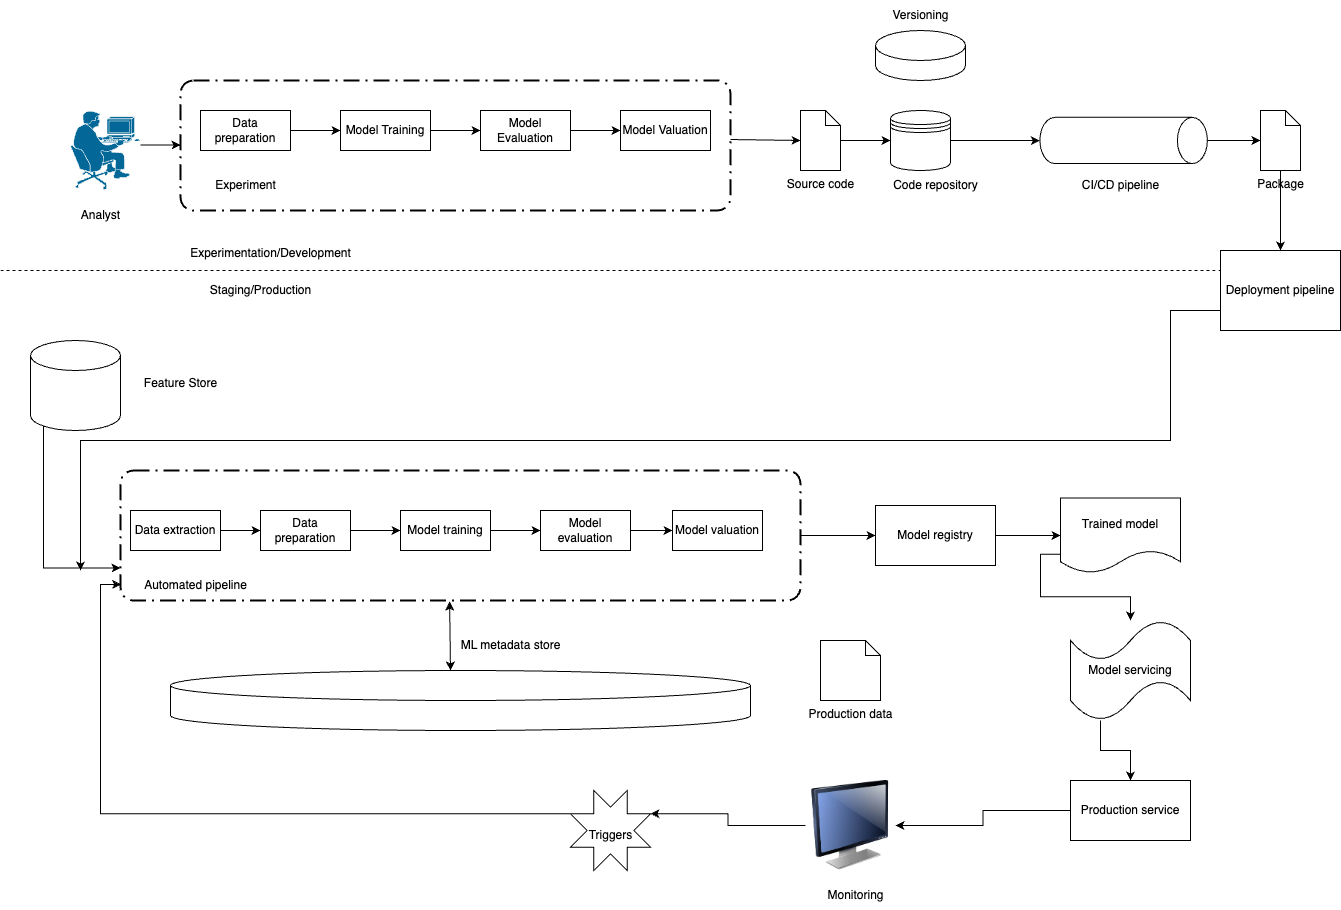 Versioning
Data
preparation
Model Training
Model
Evaluation
Model Valuation
Experiment
Source code
Code repository
CI/CD pipeline
Package
Analyst
Experimentation/Development
Staging/Production
Deployment pipeline
Feature Store
Data extraction
Data
preparation
Model training
Model
evaluation
Model valuation
Automated pipeline
Model registry
Trained model
ML metadata store
Model servicing
Production data
Production service
Triggers
Monitoring